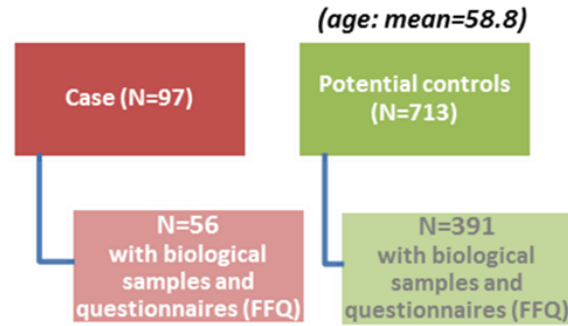 (age: mean=58.8)
Case (N=97)
Potential controls
(N=713)
N=56
with biological
samples and
questionnaires (FFQ)
N=391
with biological
samples and
questionnaires (FFQ)